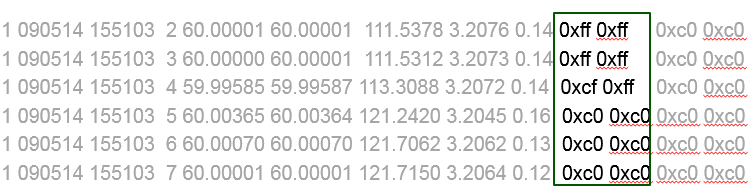 1 090514 155103 2 60.00001 60.00001 111.5378 3.2076 0.14 0xff 0xff 0xc0 0xc0
1 090514 155103 3 60.00000 60.00001 111.5312 3.2073 0.14 0xff 0xff 0xc0 0xc0
1 090514 155103 4 59.99585 59.99587 113.3088 3.2072 0.14 0xcf 0xff 0xc0 0xc0
1 090514 155103 5 60.00365 60.00364 121.2420 3.2045 0.16 0xc0 0xc0 0xc0 0xc0
1 090514 155103 6 60.00070 60.00070 121.7062 3.2062 0.13 0xc0 0xc0 0xc0 0xc0
1 090514 155103 7 60.00001 60.00001 121.7150 3.2064 0.12 0xc0 0xc0 0xc0 0xc0